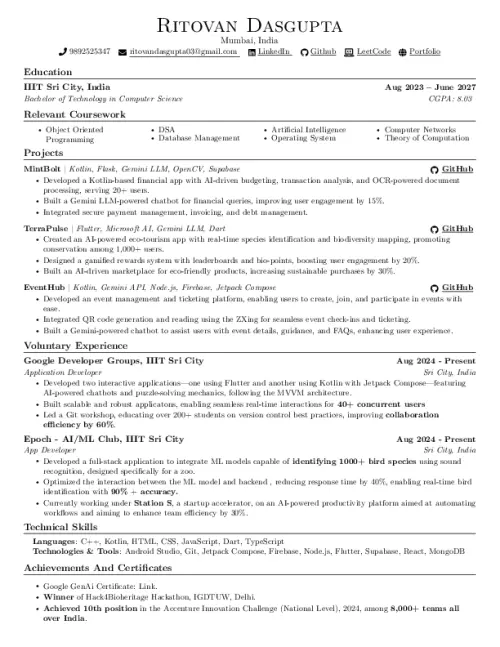 Ritovan Dasgupta
Mumbai, India
9892525347 ritovandasgupta03@gmail.com LinkedIn Github LeetCode Portfolio
Education
IIIT Sri City, India Aug 2023 – June 2027
Bachelor of Technology in Computer Science CGPA: 8.03
Relevant Coursework
• Object Oriented Programming
• DSA
• Database Management
• Artificial Intelligence
• Operating System
• Computer Networks
• Theory of Computation
Projects
MintBolt | Kotlin, Flask, Gemini LLM, OpenCV, Supabase GitHub
• Developed a Kotlin-based financial app with AI-driven budgeting, transaction analysis, and OCR-powered document
processing, serving 20+ users.
• Built a Gemini LLM-powered chatbot for financial queries, improving user engagement by 15%.
• Integrated secure payment management, invoicing, and debt management.
TerraPulse | Flutter, Microsoft AI, Gemini LLM, Dart GitHub
• Created an AI-powered eco-tourism app with real-time species identification and biodiversity mapping, promoting
conservation among 1,000+ users.
• Designed a gamified rewards system with leaderboards and bio-points, boosting user engagement by 20%.
• Built an AI-driven marketplace for eco-friendly products, increasing sustainable purchases by 30%.
EventHub | Kotlin, Gemini API, Node.js, Firebase, Jetpack Compose GitHub
• Developed an event management and ticketing platform, enabling users to create, join, and participate in events with
ease.
• Integrated QR code generation and reading using the ZXing for seamless event check-ins and ticketing.
• Built a Gemini-powered chatbot to assist users with event details, guidance, and FAQs, enhancing user experience.
Voluntary Experience
Google Developer Groups, IIIT Sri City Aug 2024 - Present
Application Developer Sri City, India
• Developed two interactive applications—one using Flutter and another using Kotlin with Jetpack Compose—featuring
AI-powered chatbots and puzzle-solving mechanics, following the MVVM architecture.
• Built scalable and robust applicatons, enabling seamless real-time interactions for 40+ concurrent users
• Led a Git workshop, educating over 200+ students on version control best practices, improving collaboration
efficiency by 60%.
Epoch - AI/ML Club, IIIT Sri City Aug 2024 - Present
App Developer Sri City, India
• Developed a full-stack application to integrate ML models capable of identifying 1000+ bird species using sound
recognition, designed specifically for a zoo.
• Optimized the interaction between the ML model and backend , reducing response time by 40%, enabling real-time bird
identification with 90% + accuracy.
• Currently working under Station S, a startup accelerator, on an AI-powered productivity platform aimed at automating
workflows and aiming to enhance team efficiency by 30%.
Technical Skills
Languages: C++, Kotlin, HTML, CSS, JavaScript, Dart, TypeScript
Technologies & Tools: Android Studio, Git, Jetpack Compose, Firebase, Node.js, Flutter, Supabase, React, MongoDB
Achievements And Certificates
• Google GenAi Certificate: Link.
• Winner of Hack4Bioheritage Hackathon, IGDTUW, Delhi.
• Achieved 10th position in the Accenture Innovation Challenge (National Level), 2024, among 8,000+ teams all
over India.